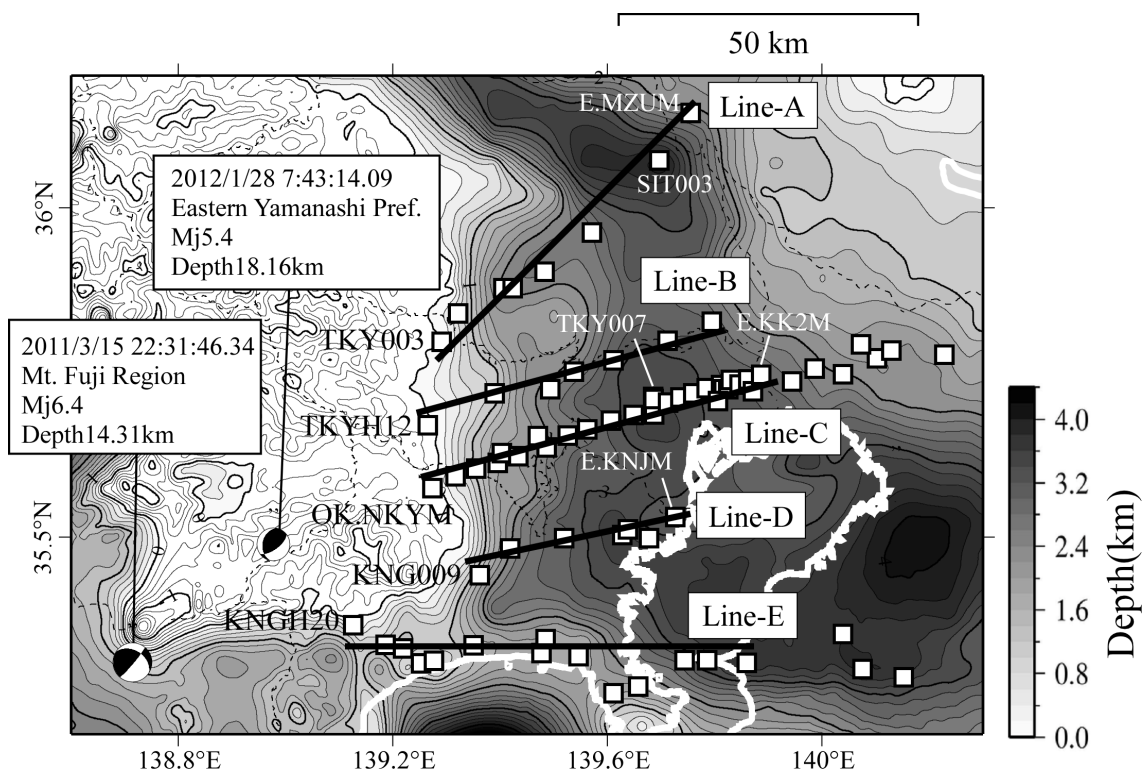 50 km
E.MZUM
Line-A
SIT003
2012/1/28 7:43:14.09
Eastern Yamanashi Pref.
Mj5.4
Depth18.16km
36°N
Line-B
TKY003
TKY007
E.KK2M
2011/3/15 22:31:46.34
Mt. Fuji Region
Mj6.4
Depth14.31km
TKYH12
Line-C
E.KNJM
OK.NKYM
Line-D
35.5°N
KNG009
KNGH20
Line-E
4.0
3.2
2.4
1.6
0.8
0.0
Depth(km)
138.8°E
139.2°E
139.6°E
140°E